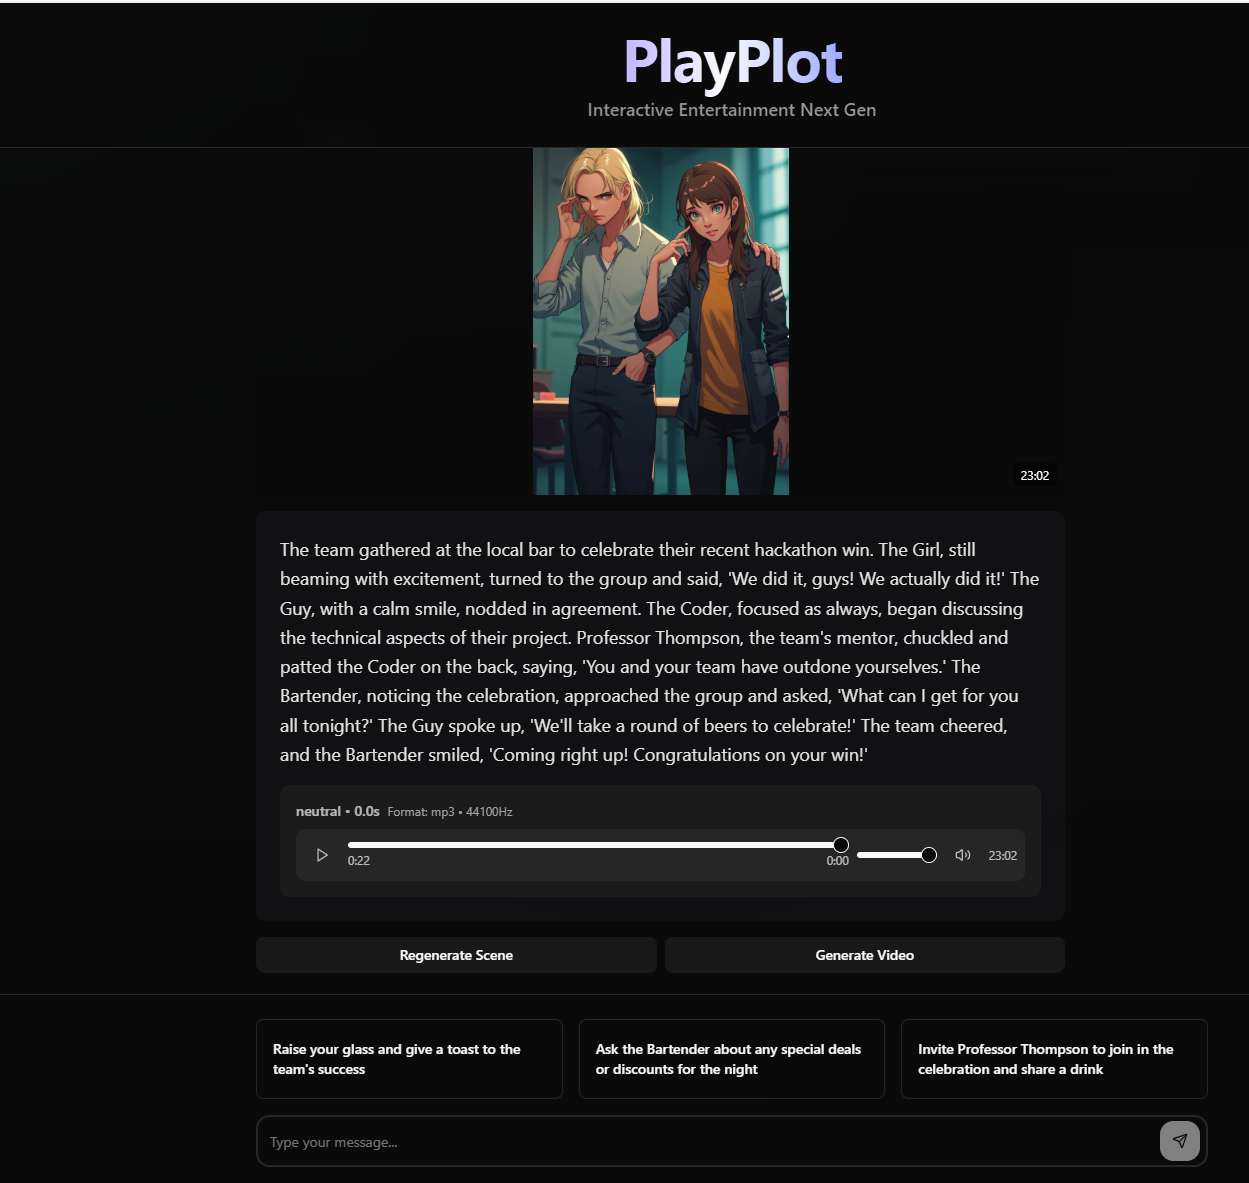 PlayPlot
Interactive Entertainment Next Gen
23:02
The team gathered at the local bar to celebrate their recent hackathon win. The Girl, still
beaming with excitement, turned to the group and said, 'We did it, guys! We actually did it!' The
Guy, with a calm smile, nodded in agreement. The Coder, focused as always, began discussing
the technical aspects of their project. Professor Thompson, the team's mentor, chuckled and
patted the Coder on the back, saying, 'You and your team have outdone yourselves.' The
Bartender, noticing the celebration, approached the group and asked, 'What can I get for you
all tonight?' The Guy spoke up, 'We'll take a round of beers to celebrate!' The team cheered,
and the Bartender smiled, 'Coming right up! Congratulations on your win!'
neutral • 0.0s Format: mp3 • 44100Hz
0:22 0:00 23:02
Regenerate Scene
Generate Video
Raise your glass and give a toast to the
team's success
Ask the Bartender about any special deals
or discounts for the night
Invite Professor Thompson to join in the
celebration and share a drink
Type your message...